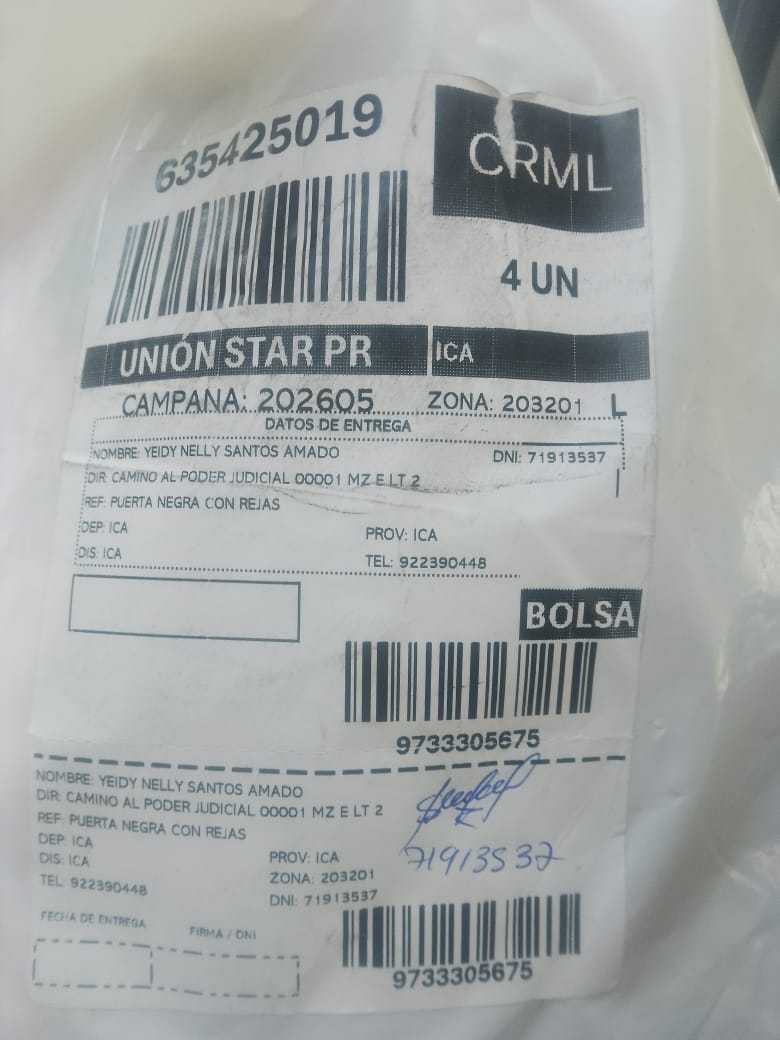 635425019
CRML
4 UN
UNIÓN STAR PR
ICA
CAMPAÑA: 202605
ZONA: 203201
L
DATOS DE ENTREGA
NOMBRE: YEIDY NELLY SANTOS AMADO
DNI: 71913537
DIR: CAMINO AL PODER JUDICIAL 00001 MZ E LT 2
REF: PUERTA NEGRA CON REJAS
DEP: ICA
PROV: ICA
DIS: ICA
TEL: 922390448
BOLSA
9733305675
NOMBRE: YEIDY NELLY SANTOS AMADO
DIR: CAMINO AL PODER JUDICIAL 00001 MZ E LT 2
REF: PUERTA NEGRA CON REJAS
DEP: ICA
DIS: ICA
PROV: ICA
71913537
TEL: 922390448
ZONA: 203201
DNI: 71913537
FECHA DE ENTREGA
FIRMA / DNI
9733305675